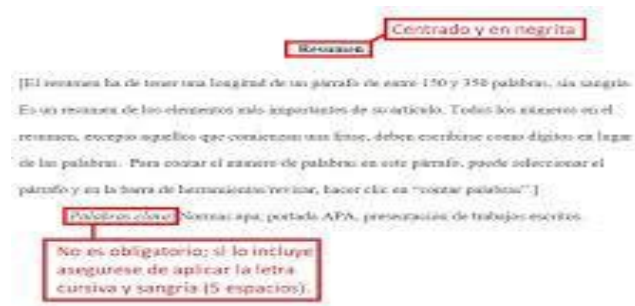 Centrado y en negrita
Resumen
[El resumen ha de tener una longitud de un párrafo de entre 150 y 350 palabras, sin sangría.
Es un resumen de los elementos más importantes de su artículo. Todos los números en el
resumen, excepto aquellos que comienzan una frase, deben escribirse como dígitos en lugar
de las palabras. Para contar el número de palabras en este párrafo, puede seleccionar el
párrafo y en la barra de herramientas revisar, hacer clic en “contar palabras”.]
Palabras clave: Normas apa, portada APA, presentación de trabajos escritos.
No es obligatorio; si lo incluye
asegurese de aplicar la letra
cursiva y sangría (5 espacios).